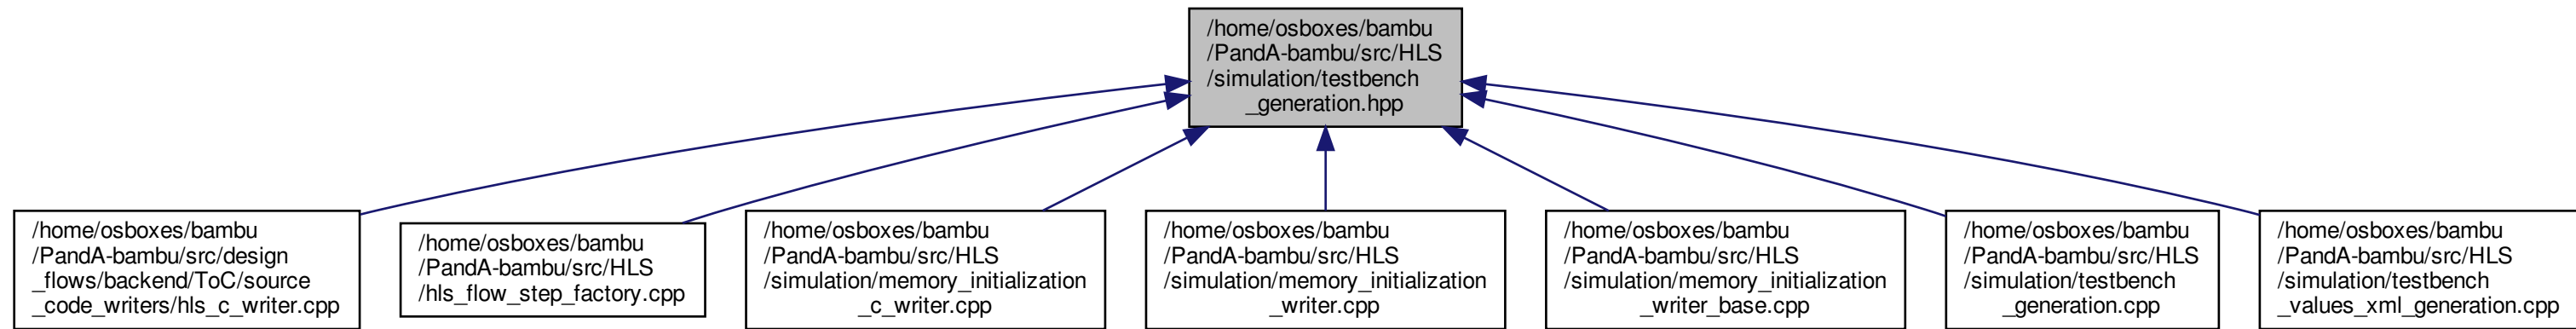 /home/osboxes/bambu
/PandA-bambu/src/HLS
/simulation/testbench
_generation.hpp
/home/osboxes/bambu
/PandA-bambu/src/design
_flows/backend/ToC/source
_code_writers/hls_c_writer.cpp
/home/osboxes/bambu
/PandA-bambu/src/HLS
/hls_flow_step_factory.cpp
/home/osboxes/bambu
/PandA-bambu/src/HLS
/simulation/memory_initialization
_c_writer.cpp
/home/osboxes/bambu
/PandA-bambu/src/HLS
/simulation/memory_initialization
_writer.cpp
/home/osboxes/bambu
/PandA-bambu/src/HLS
/simulation/memory_initialization
_writer_base.cpp
/home/osboxes/bambu
/PandA-bambu/src/HLS
/simulation/testbench
_generation.cpp
/home/osboxes/bambu
/PandA-bambu/src/HLS
/simulation/testbench
_values_xml_generation.cpp